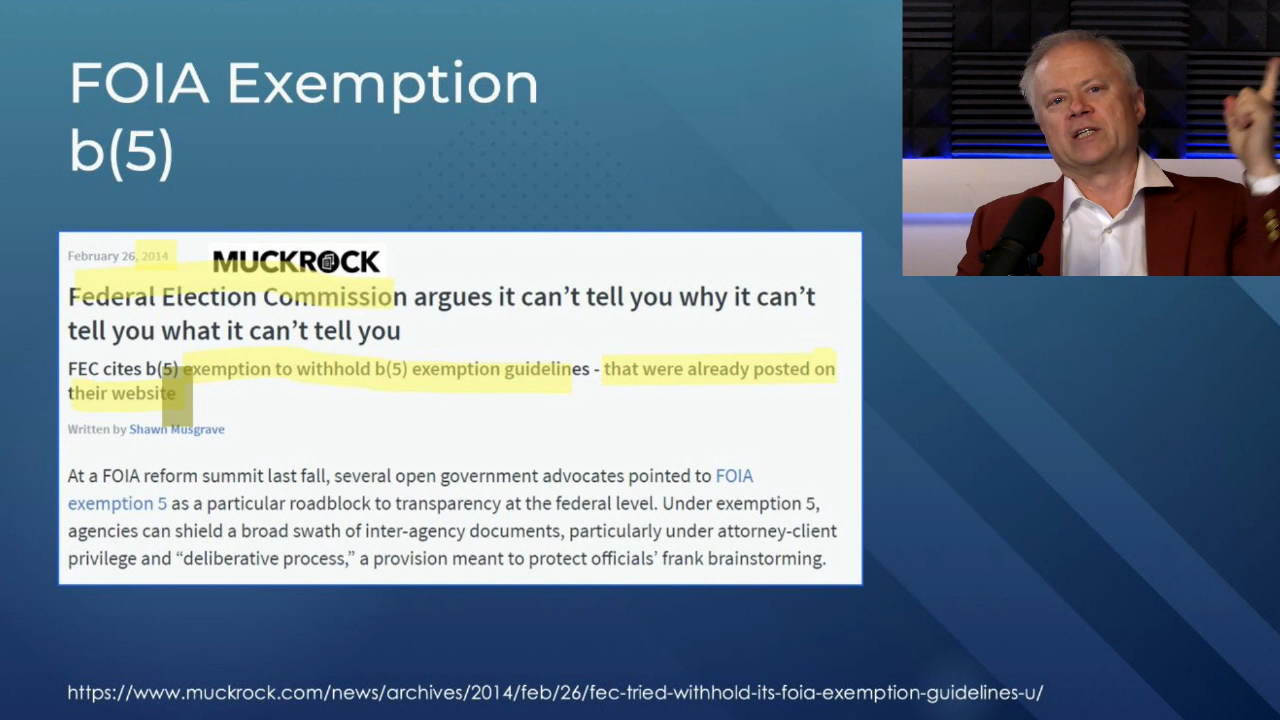 FOIA Exemption
b(5)
February 26, 2014
MUCKROCK
Federal Election Commission argues it can't tell you why it can't
tell you what it can't tell you
FEC cites b(5) exemption to withhold b(5) exemption guidelines - that were already posted on
their website
Written by Shawn Musgrave
At a FOIA reform summit last fall, several open government advocates pointed to FOIA
exemption 5 as a particular roadblock to transparency at the federal level. Under exemption 5,
agencies can shield a broad swath of inter-agency documents, particularly under attorney-client
privilege and “deliberative process,” a provision meant to protect officials’ frank brainstorming.
https://www.muckrock.com/news/archives/2014/feb/26/fec-tried-withhold-its-foia-exemption-guidelines-u/